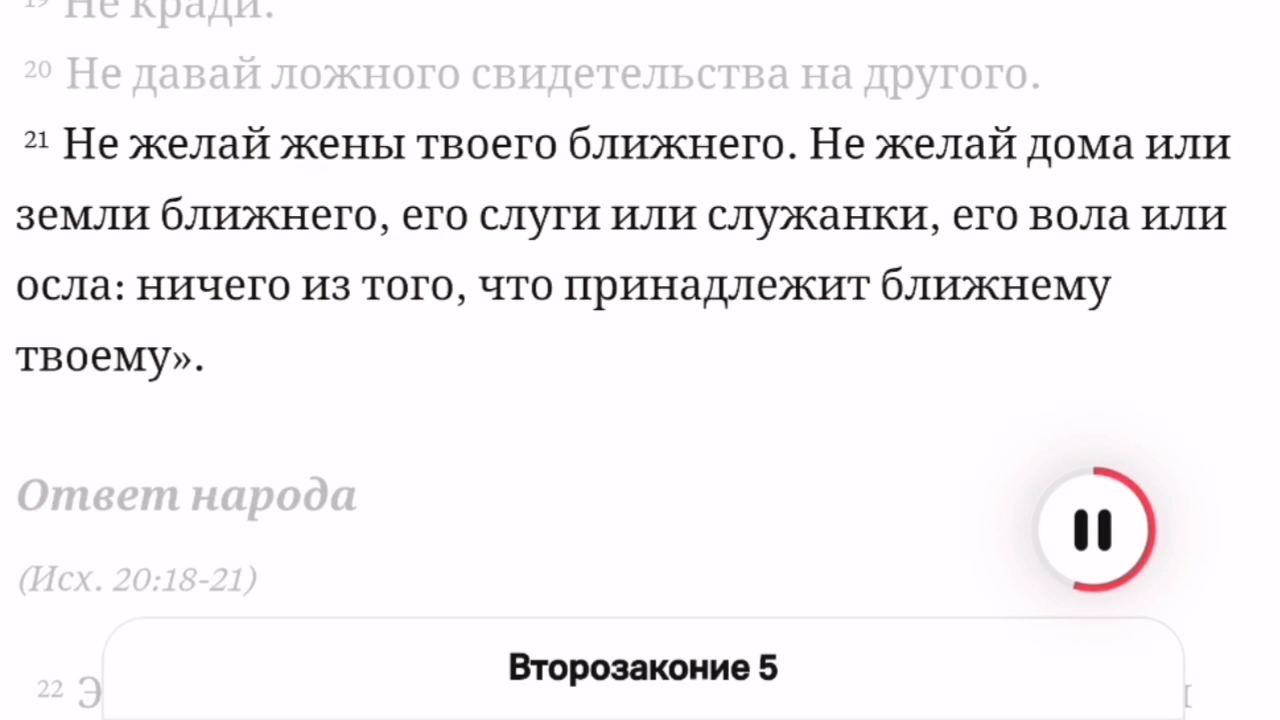 19 Не кради.
20 Не давай ложного свидетельства на другого.
21 Не желай жены твоего ближнего. Не желай дома или
земли ближнего, его слуги или служанки, его вола или
осла: ничего из того, что принадлежит ближнему
твоему».
Ответ народа
(Исх. 20:18-21)
22 Э
Второзаконие 5